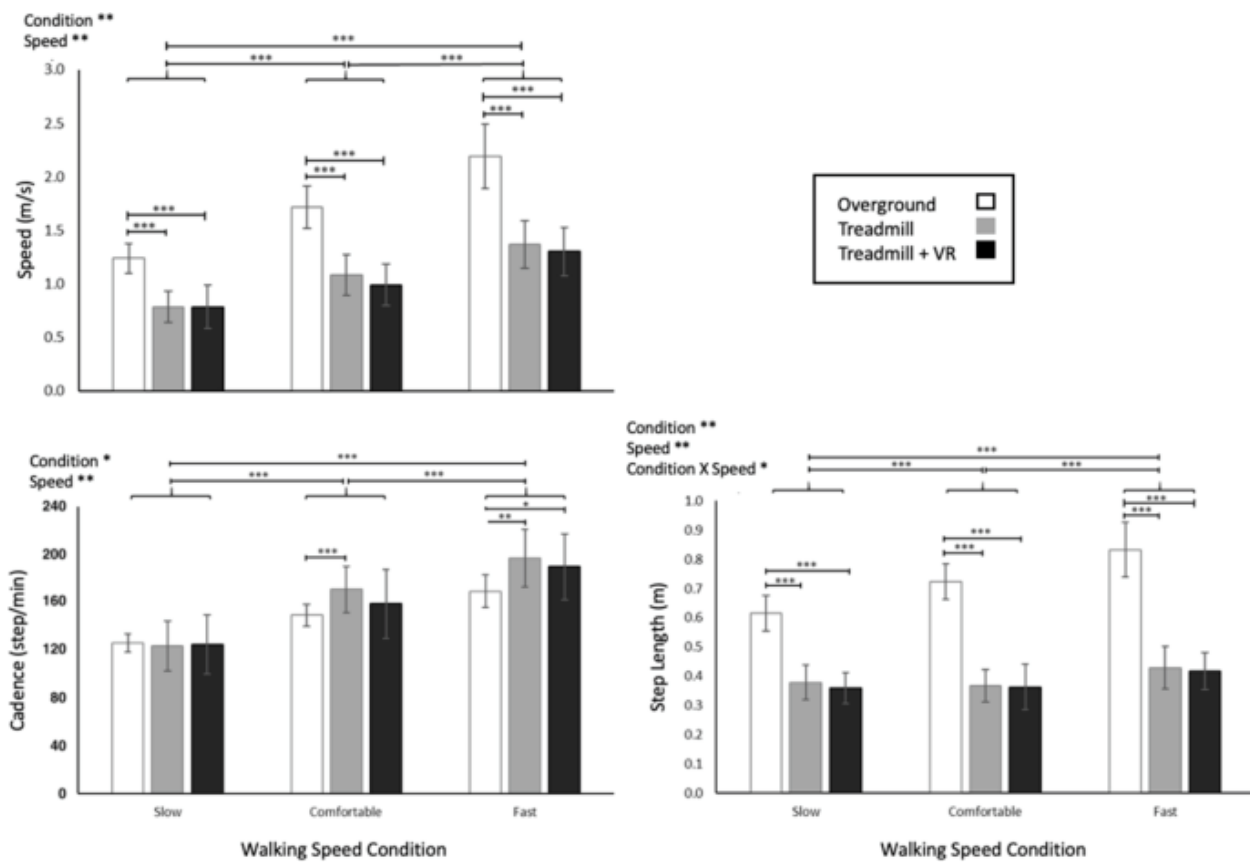 Condition **
Speed **
***
*** ***
Speed (m/s)
3.0
2.5
2.0
1.5
1.0
0.5
0.0
***
***
***
***
***
***
Overground
Treadmill
Treadmill + VR
Condition *
Speed **
***
*** ***
Cadence (step/min)
240
200
160
120
80
40
0
***
*
**
Slow Comfortable Fast
Walking Speed Condition
Condition **
Speed **
Condition X Speed *
***
*** ***
Step Length (m)
1.0
0.9
0.8
0.7
0.6
0.5
0.4
0.3
0.2
0.1
0.0
***
***
***
***
***
***
Slow Comfortable Fast
Walking Speed Condition